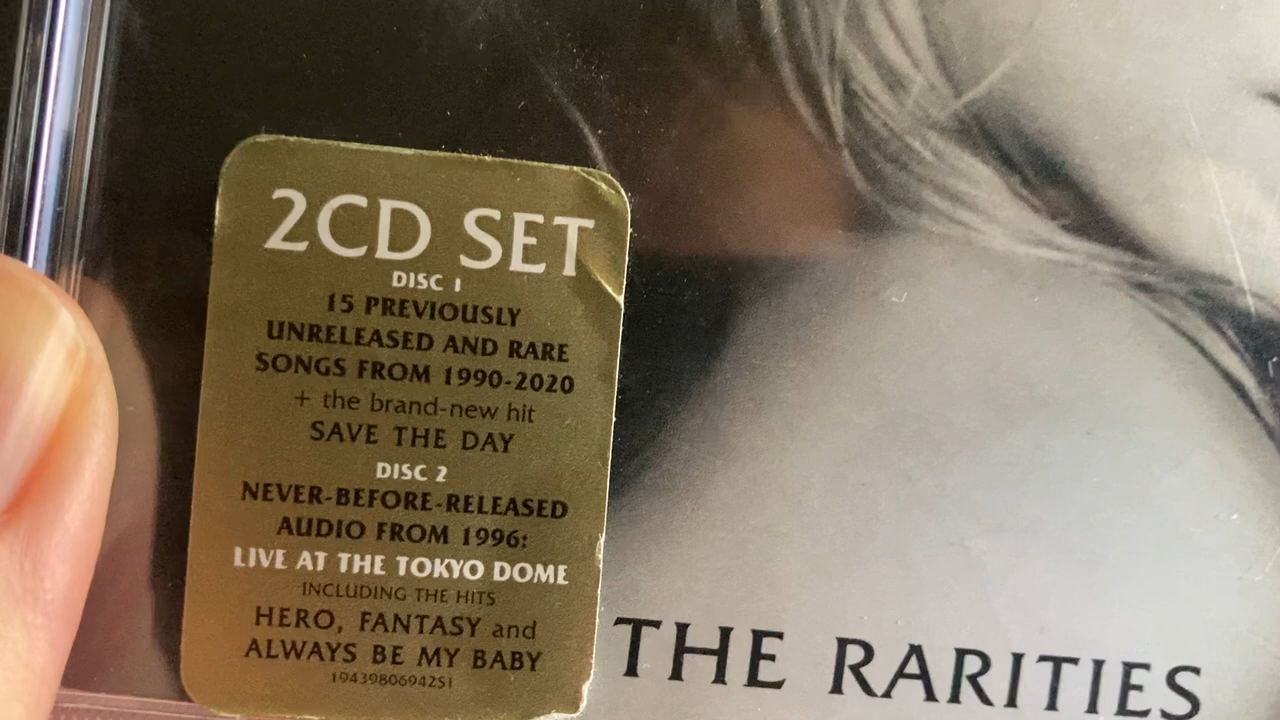 2CD SET
DISC 1
15 PREVIOUSLY
UNRELEASED AND RARE
SONGS FROM 1990-2020
+ the brand-new hit
SAVE THE DAY
DISC 2
NEVER-BEFORE-RELEASED
AUDIO FROM 1996:
LIVE AT THE TOKYO DOME
INCLUDING THE HITS
HERO, FANTASY and
ALWAYS BE MY BABY
19439806942S1
THE RARITIES